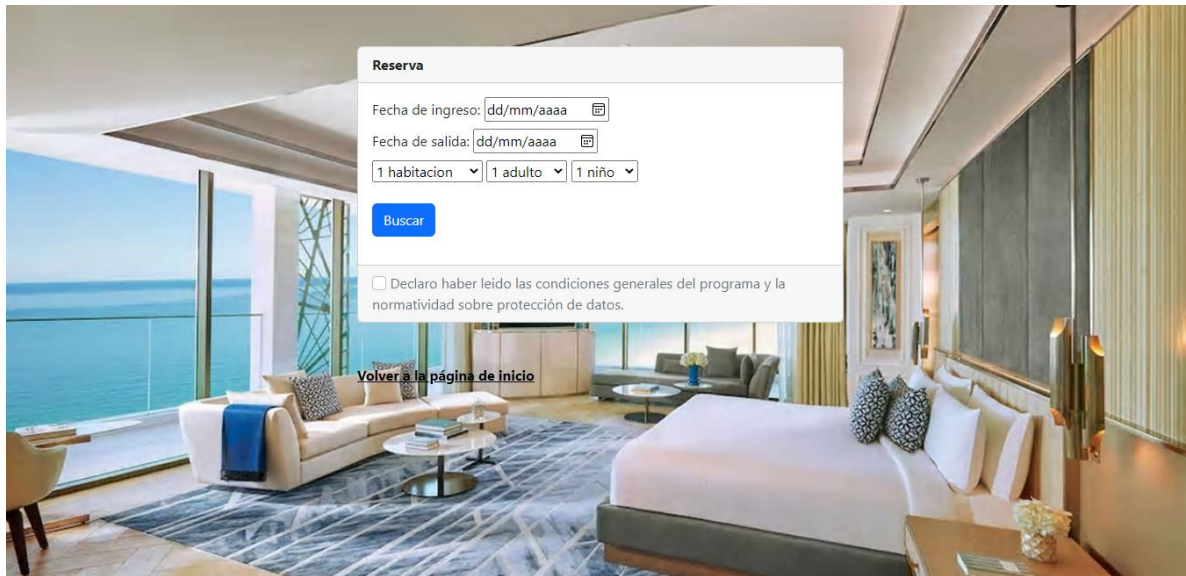 Reserva
Fecha de ingreso: dd/mm/aaaa
Fecha de salida: dd/mm/aaaa
1 habitacion 1 adulto 1 niño
Buscar
Declaro haber leido las condiciones generales del programa y la
normatividad sobre protección de datos.
Volver a la página de inicio